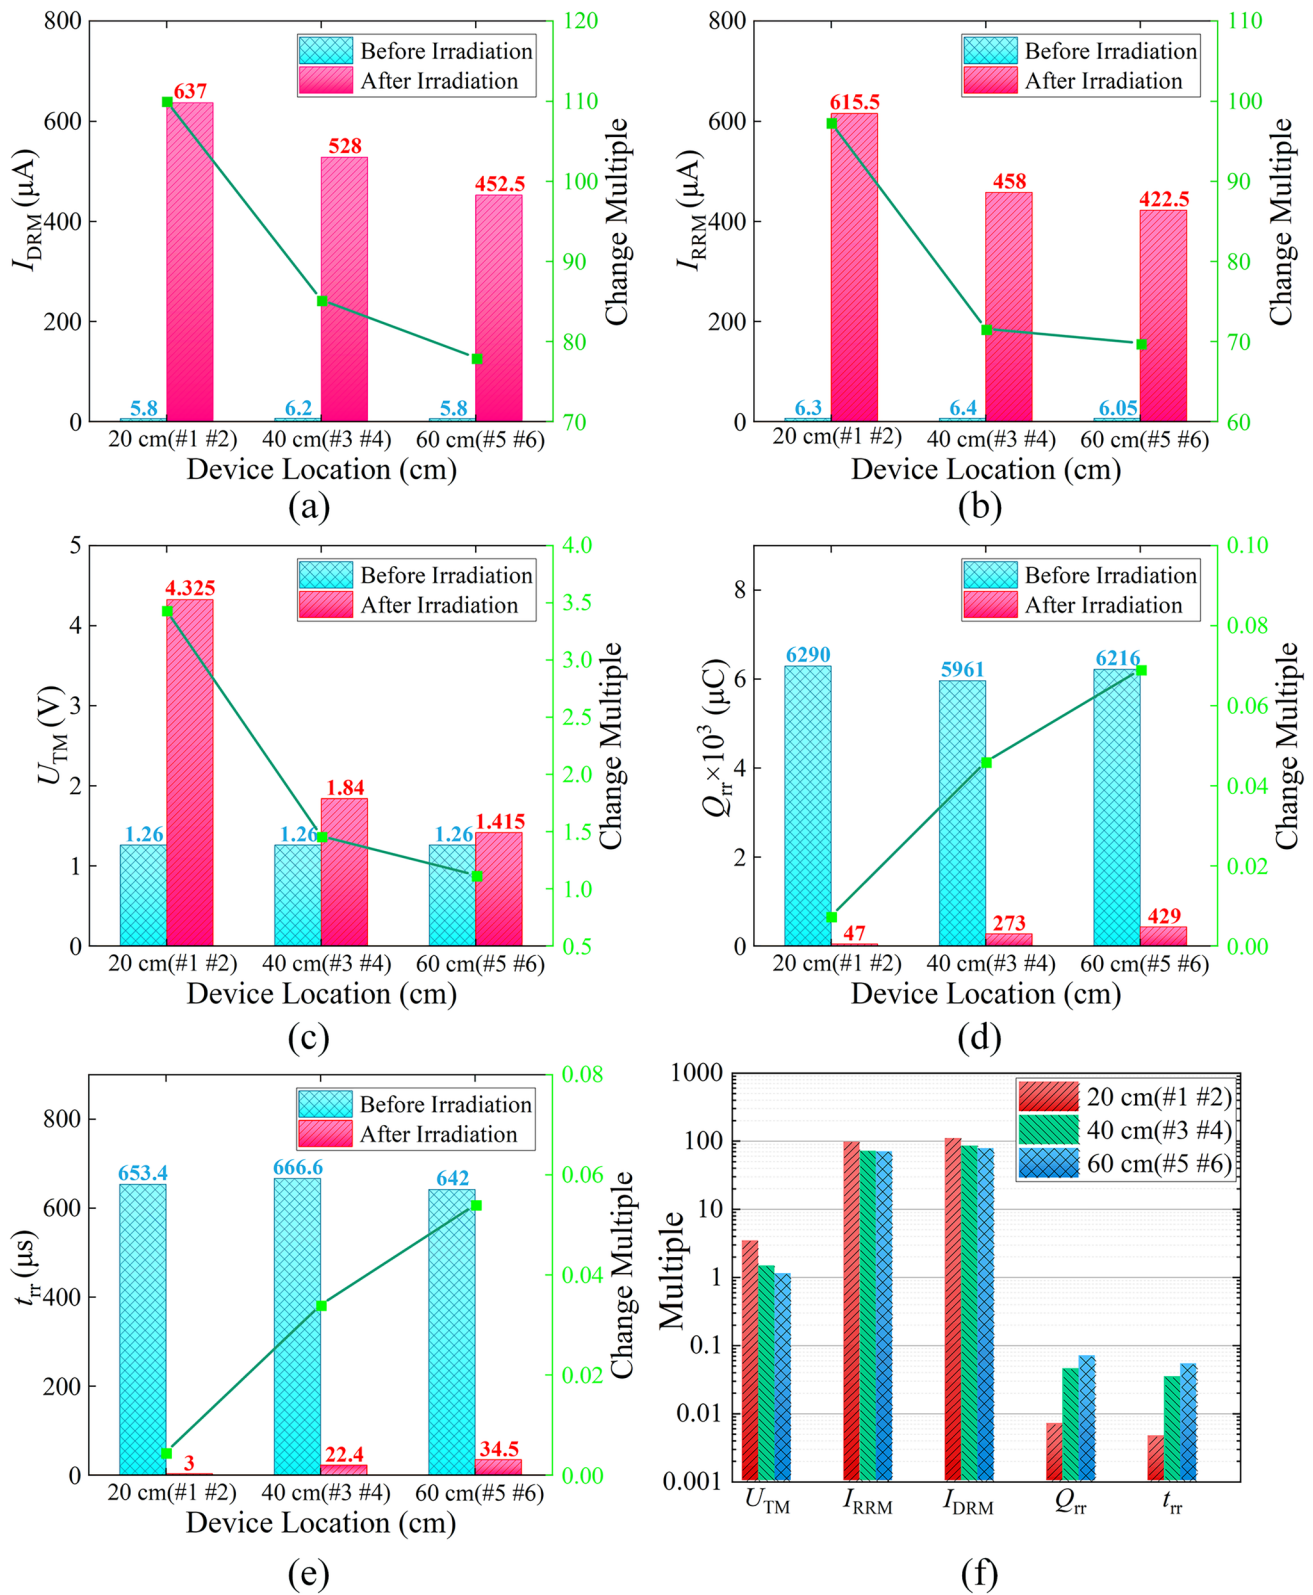 800
600
400
200
0
I_DRM (μA)
Before Irradiation
After Irradiation
637
528
452.5
5.8
6.2
5.8
120
110
100
90
80
70
Change Multiple
20 cm(#1 #2)
40 cm(#3 #4)
60 cm(#5 #6)
Device Location (cm)
(a)
800
600
400
200
0
I_RRM (μA)
Before Irradiation
After Irradiation
615.5
458
422.5
6.3
6.4
6.05
110
100
90
80
70
60
Change Multiple
20 cm(#1 #2)
40 cm(#3 #4)
60 cm(#5 #6)
Device Location (cm)
(b)
5
4
3
2
1
0
U_TM (V)
Before Irradiation
After Irradiation
4.325
1.84
1.415
1.26
1.26
1.26
4.0
3.5
3.0
2.5
2.0
1.5
1.0
0.5
Change Multiple
20 cm(#1 #2)
40 cm(#3 #4)
60 cm(#5 #6)
Device Location (cm)
(c)
8
6
4
2
0
Q_rr×10³ (μC)
Before Irradiation
After Irradiation
6290
5961
6216
47
273
429
0.10
0.08
0.06
0.04
0.02
0.00
Change Multiple
20 cm(#1 #2)
40 cm(#3 #4)
60 cm(#5 #6)
Device Location (cm)
(d)
800
600
400
200
0
t_rr (μs)
Before Irradiation
After Irradiation
653.4
666.6
642
3
22.4
34.5
0.08
0.06
0.04
0.02
0.00
Change Multiple
20 cm(#1 #2)
40 cm(#3 #4)
60 cm(#5 #6)
Device Location (cm)
(e)
1000
100
10
1
0.1
0.01
0.001
Multiple
20 cm(#1 #2)
40 cm(#3 #4)
60 cm(#5 #6)
U_TM
I_RRM
I_DRM
Q_rr
t_rr
(f)